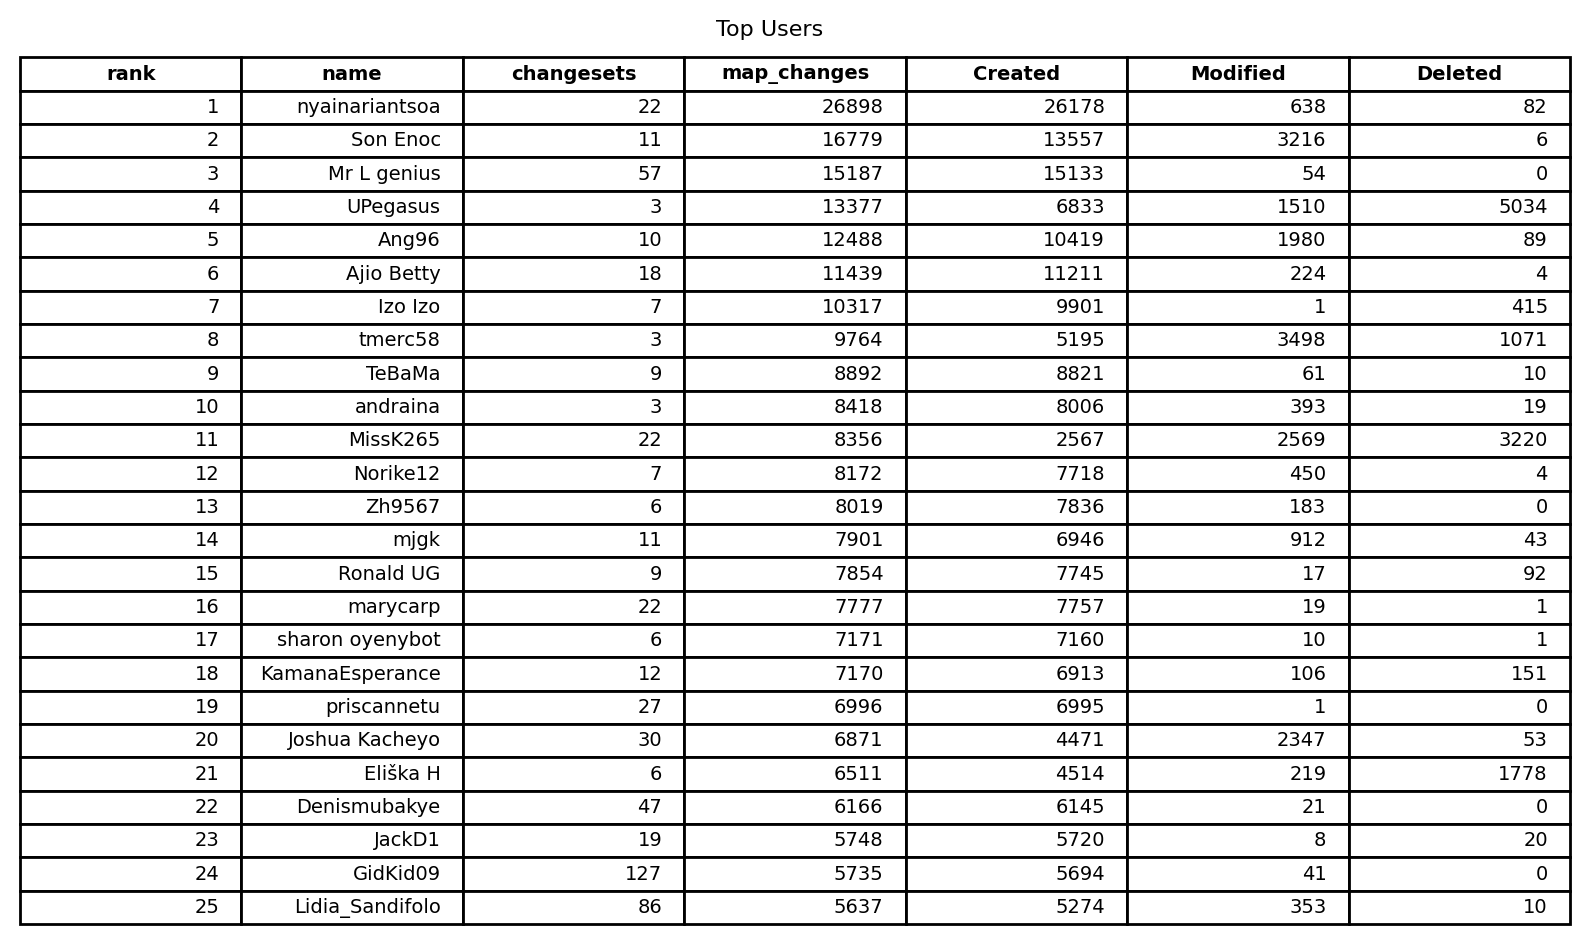 Top Users
rank name changesets map_changes Created Modified Deleted
1 nyainariantsoa 22 26898 26178 638 82
2 Son Enoc 11 16779 13557 3216 6
3 Mr L genius 57 15187 15133 54 0
4 UPegasus 3 13377 6833 1510 5034
5 Ang96 10 12488 10419 1980 89
6 Ajio Betty 18 11439 11211 224 4
7 Izo Izo 7 10317 9901 1 415
8 tmerc58 3 9764 5195 3498 1071
9 TeBaMa 9 8892 8821 61 10
10 andraina 3 8418 8006 393 19
11 MissK265 22 8356 2567 2569 3220
12 Norike12 7 8172 7718 450 4
13 Zh9567 6 8019 7836 183 0
14 mjgk 11 7901 6946 912 43
15 Ronald UG 9 7854 7745 17 92
16 marycarp 22 7777 7757 19 1
17 sharon oyenybot 6 7171 7160 10 1
18 KamanaEsperance 12 7170 6913 106 151
19 priscannetu 27 6996 6995 1 0
20 Joshua Kacheyo 30 6871 4471 2347 53
21 Eliška H 6 6511 4514 219 1778
22 Denismubakye 47 6166 6145 21 0
23 JackD1 19 5748 5720 8 20
24 GidKid09 127 5735 5694 41 0
25 Lidia_Sandifolo 86 5637 5274 353 10